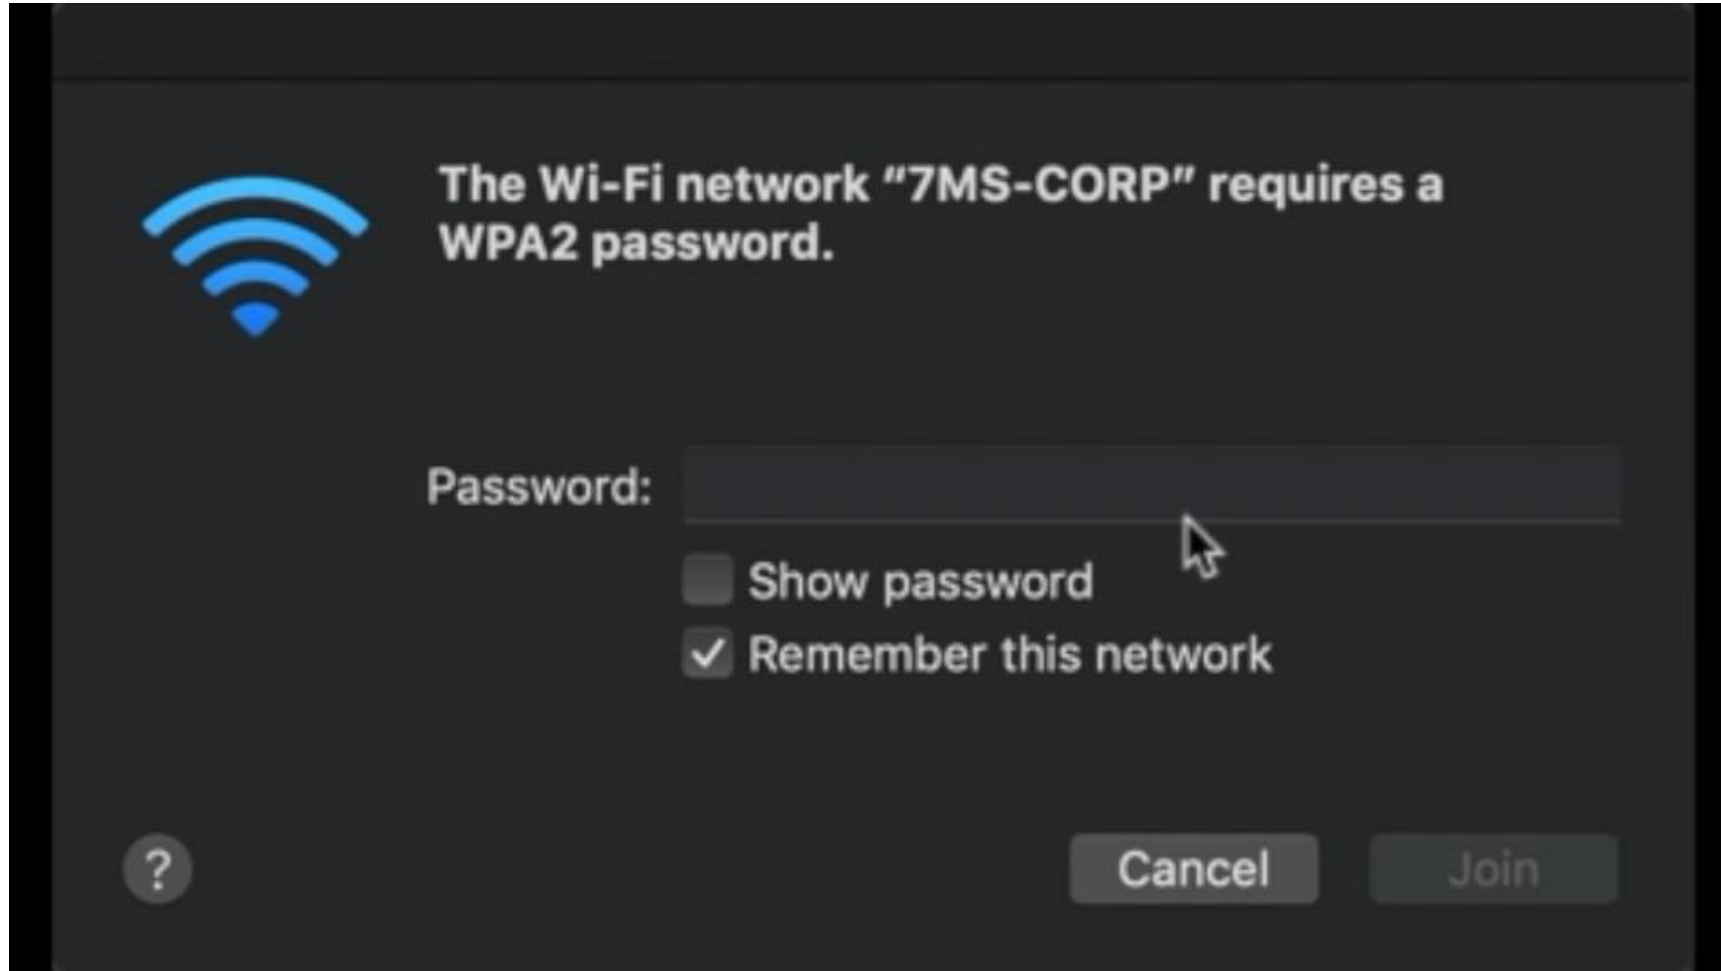 The Wi-Fi network “7MS-CORP” requires a
WPA2 password.
Password:
Show password
Remember this network
?
Cancel
Join